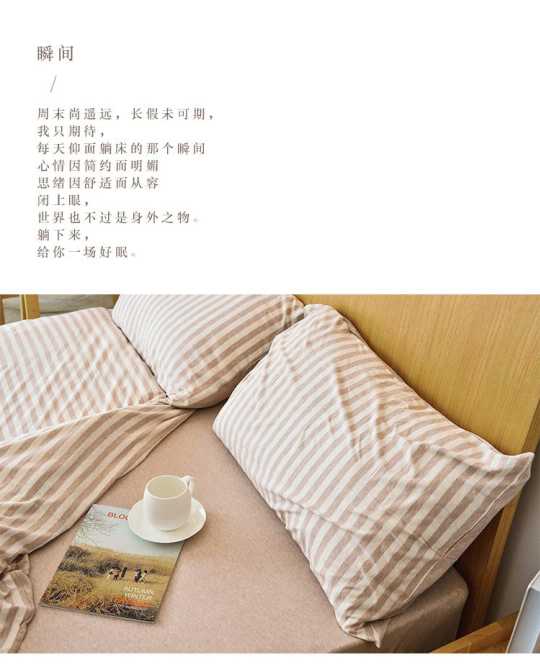 瞬间
/
周末尚遥远，长假未可期，
我只期待，
每天仰面躺床的那个瞬间
心情因简约而明媚
思绪因舒适而从容
闭上眼，
世界也不过是身外之物。
躺下来，
给你一场好眠。
BLOO
AUTUMN
WINTER